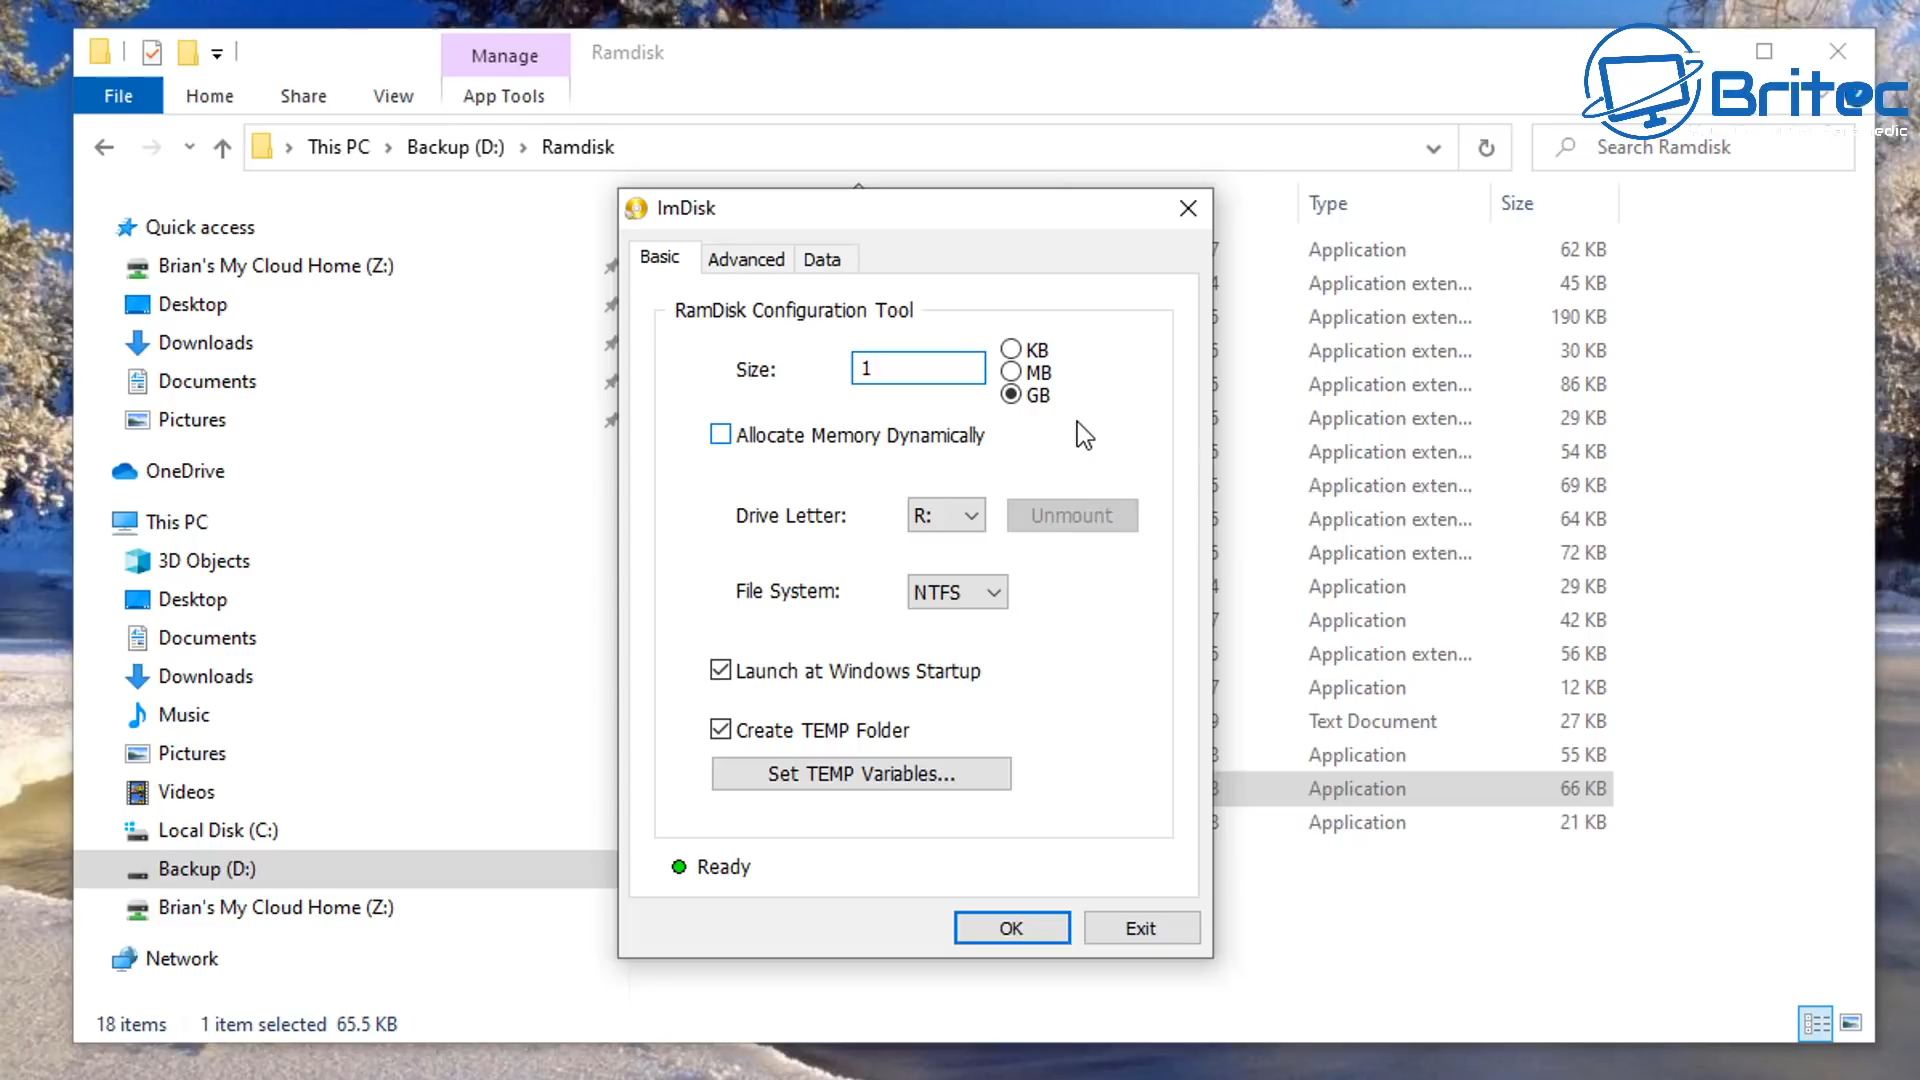 Manage
Ramdisk
File
Home
Share
View
App Tools
Britec
This PC
Backup (D:)
Ramdisk
Search Ramdisk
ImDisk
Type
Size
Quick access
Brian's My Cloud Home (Z:)
Desktop
Downloads
Documents
Pictures
OneDrive
This PC
3D Objects
Desktop
Documents
Downloads
Music
Pictures
Videos
Local Disk (C:)
Backup (D:)
Brian's My Cloud Home (Z:)
Network
Basic
Advanced
Data
RamDisk Configuration Tool
Size:
1
KB
MB
GB
Allocate Memory Dynamically
Drive Letter:
R:
Unmount
File System:
NTFS
Launch at Windows Startup
Create TEMP Folder
Set TEMP Variables...
Ready
OK
Exit
Application 62 KB
Application exten... 45 KB
Application exten... 190 KB
Application exten... 30 KB
Application exten... 86 KB
Application exten... 29 KB
Application exten... 54 KB
Application exten... 69 KB
Application exten... 64 KB
Application exten... 72 KB
Application 29 KB
Application 42 KB
Application exten... 56 KB
Application 12 KB
Text Document 27 KB
Application 55 KB
Application 66 KB
Application 21 KB
18 items
1 item selected 65.5 KB